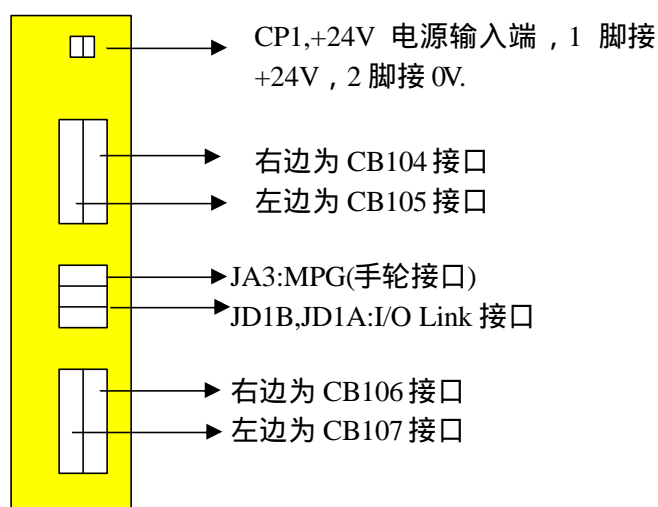 CP1,+24V 电源输入端，1 脚接
+24V，2 脚接 0V.
右边为 CB104 接口
左边为 CB105 接口
JA3:MPG(手轮接口)
JD1B,JD1A:I/O Link 接口
右边为 CB106 接口
左边为 CB107 接口